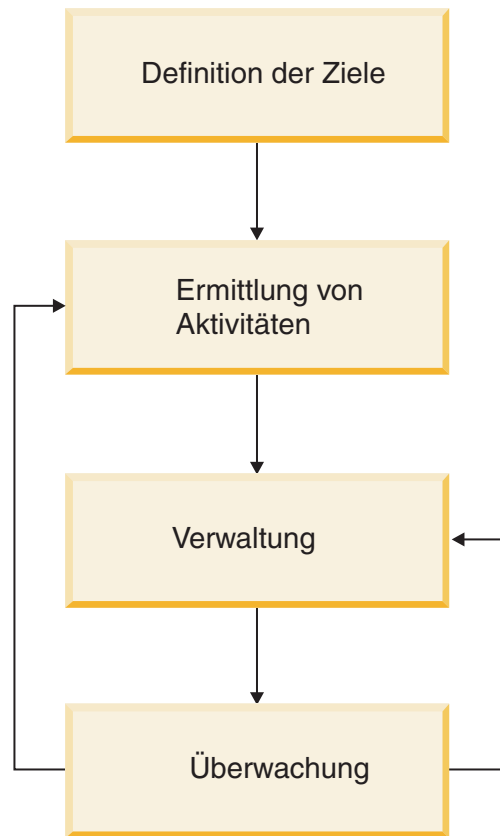 Definition der Ziele
Ermittlung von
Aktivitäten
Verwaltung
Überwachung